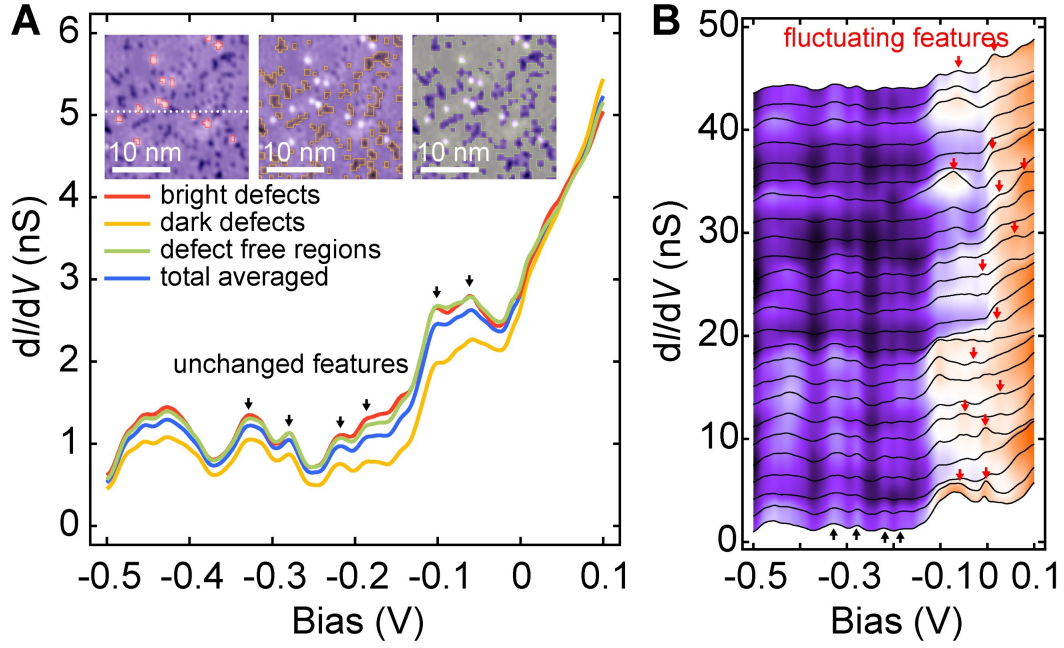 A
dI/dV (nS)
6
5
4
3
2
1
0
10 nm
10 nm
10 nm
bright defects
dark defects
defect free regions
total averaged
unchanged features
-0.5
-0.4
-0.3
-0.2
-0.1
0
0.1
Bias (V)
B
dI/dV (nS)
50
40
30
20
10
0
fluctuating features
-0.5
-0.3
-0.1
0
0.1
Bias (V)